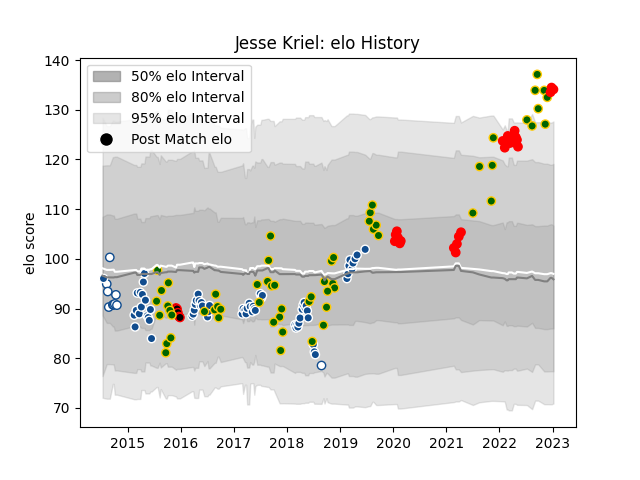 Jesse Kriel: elo History
50% elo Interval
80% elo Interval
95% elo Interval
Post Match elo
elo score
140
130
120
110
100
90
80
70
2015 2016 2017 2018 2019 2020 2021 2022 2023